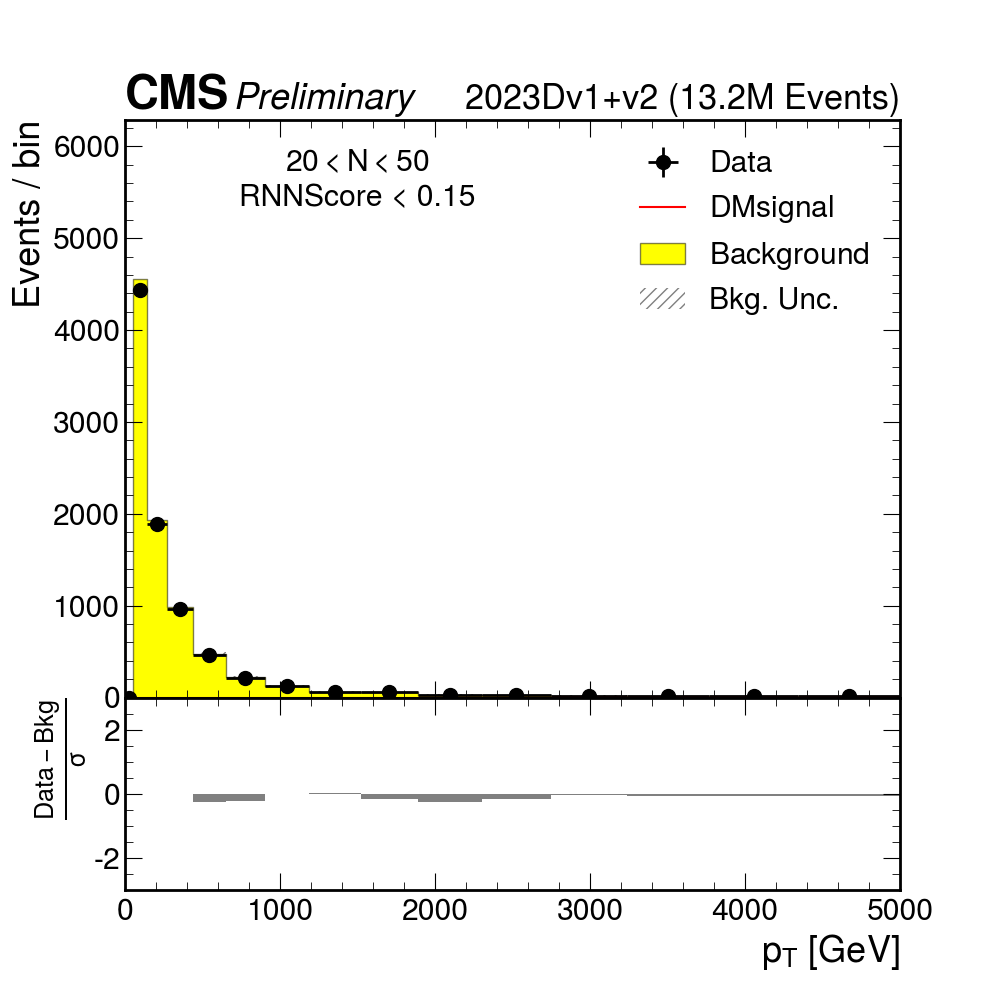 CMS Preliminary 2023Dv1+v2 (13.2M Events)
Events / bin
6000
5000
4000
3000
2000
1000
0
20 < N < 50
RNNScore < 0.15
Data
DMsignal
Background
Bkg. Unc.
Data − Bkg
σ
2
0
-2
0 1000 2000 3000 4000 5000
pT [GeV]